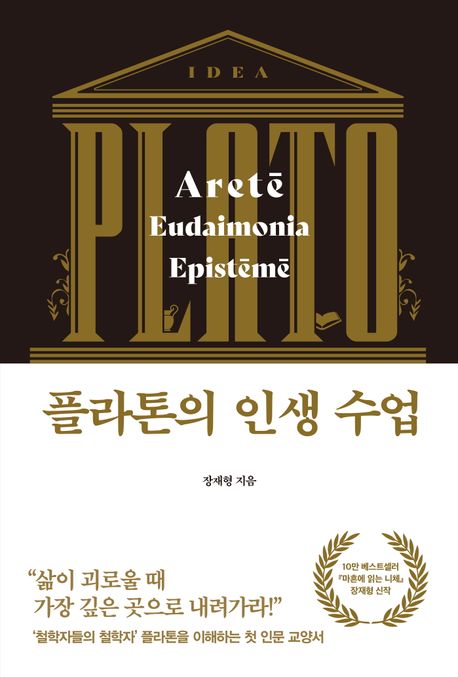 IDEA
PLATO
Aretē
Eudaimonia
Epistēmē
플라톤의 인생 수업
장재형 지음
“삶이 괴로울 때
가장 깊은 곳으로 내려가라!”
‘철학자들의 철학자’ 플라톤을 이해하는 첫 인문 교양서
10만 베스트셀러
『마흔에 읽는 니체』
장재형 신작